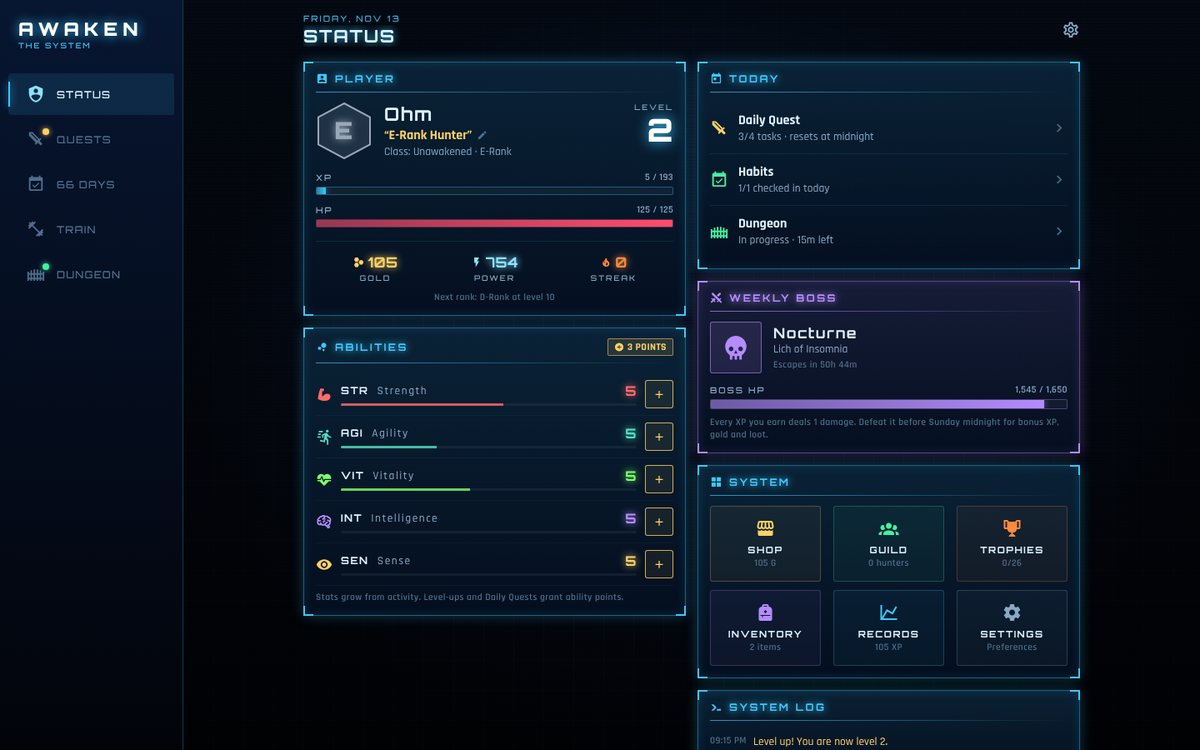 AWAKEN
THE SYSTEM
STATUS
QUESTS
66 DAYS
TRAIN
DUNGEON
FRIDAY, NOV 13
STATUS
PLAYER
E
Ohm
“E-Rank Hunter”
Class: Unawakened · E-Rank
LEVEL
2
XP
5 / 193
HP
125 / 125
105
GOLD
754
POWER
0
STREAK
Next rank: D-Rank at level 10
ABILITIES
3 POINTS
STR Strength 5 +
AGI Agility 5 +
VIT Vitality 5 +
INT Intelligence 5 +
SEN Sense 5 +
Stats grow from activity. Level-ups and Daily Quests grant ability points.
TODAY
Daily Quest
3/4 tasks · resets at midnight
Habits
1/1 checked in today
Dungeon
In progress · 15m left
WEEKLY BOSS
Nocturne
Lich of Insomnia
Escapes in 50h 44m
BOSS HP
1,545 / 1,650
Every XP you earn deals 1 damage. Defeat it before Sunday midnight for bonus XP,
gold and loot.
SYSTEM
SHOP
105 G
GUILD
0 hunters
TROPHIES
0/26
INVENTORY
2 items
RECORDS
105 XP
SETTINGS
Preferences
SYSTEM LOG
09:15 PM Level up! You are now level 2.